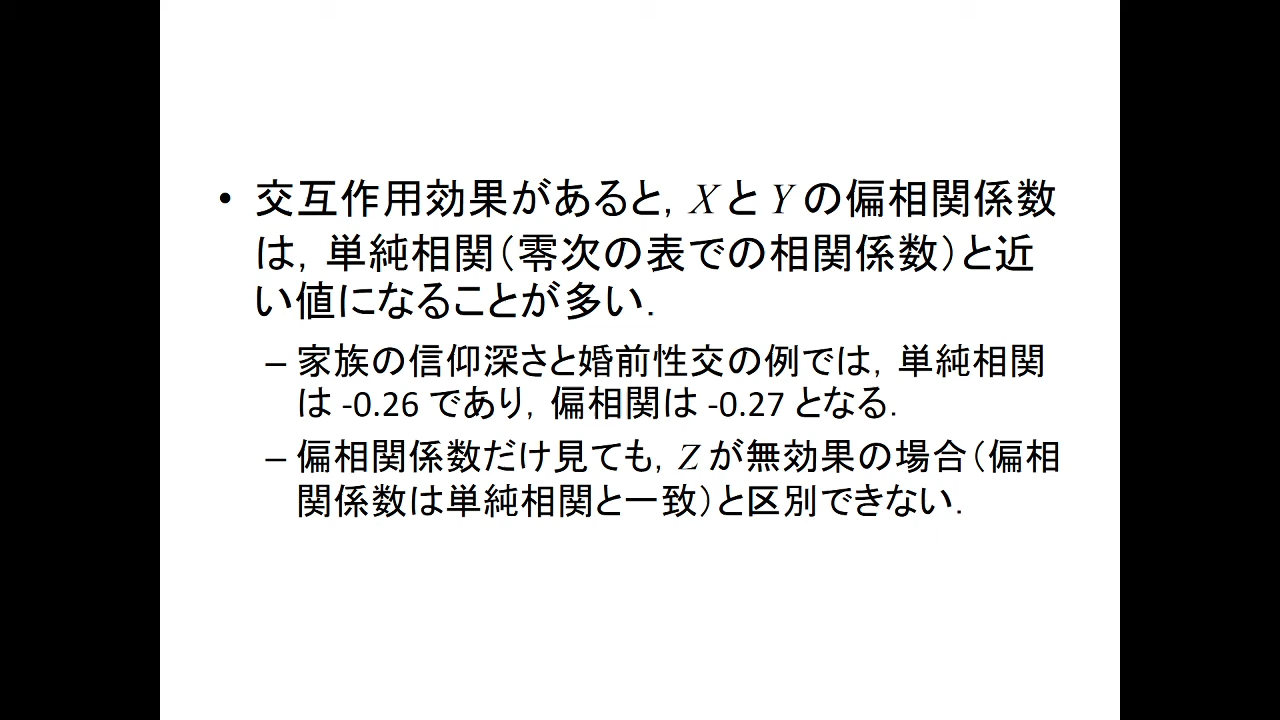 • 交互作用効果があると，X と Y の偏相関係数
は，単純相関（零次の表での相関係数）と近
い値になることが多い．
– 家族の信仰深さと婚前性交の例では，単純相関
は -0.26 であり，偏相関は -0.27 となる．
– 偏相関係数だけ見ても，Z が無効果の場合（偏相
関係数は単純相関と一致）と区別できない．